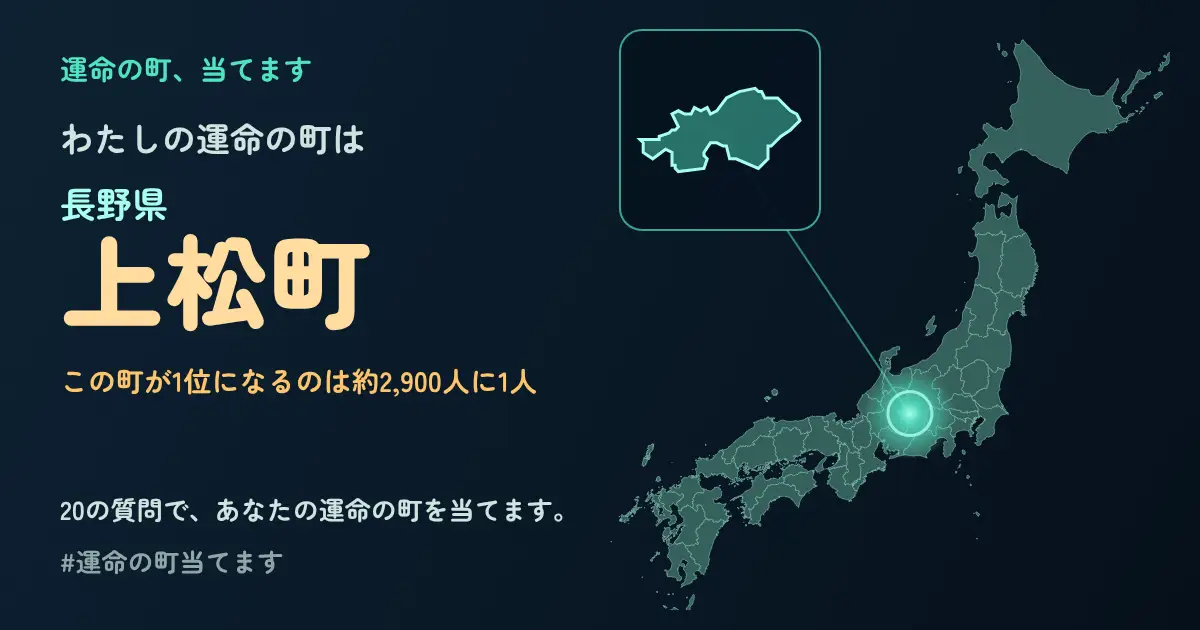 運命の町、当てます
わたしの運命の町は
長野県
上松町
この町が1位になるのは約2,900人に1人
20の質問で、あなたの運命の町を当てます。
#運命の町当てます